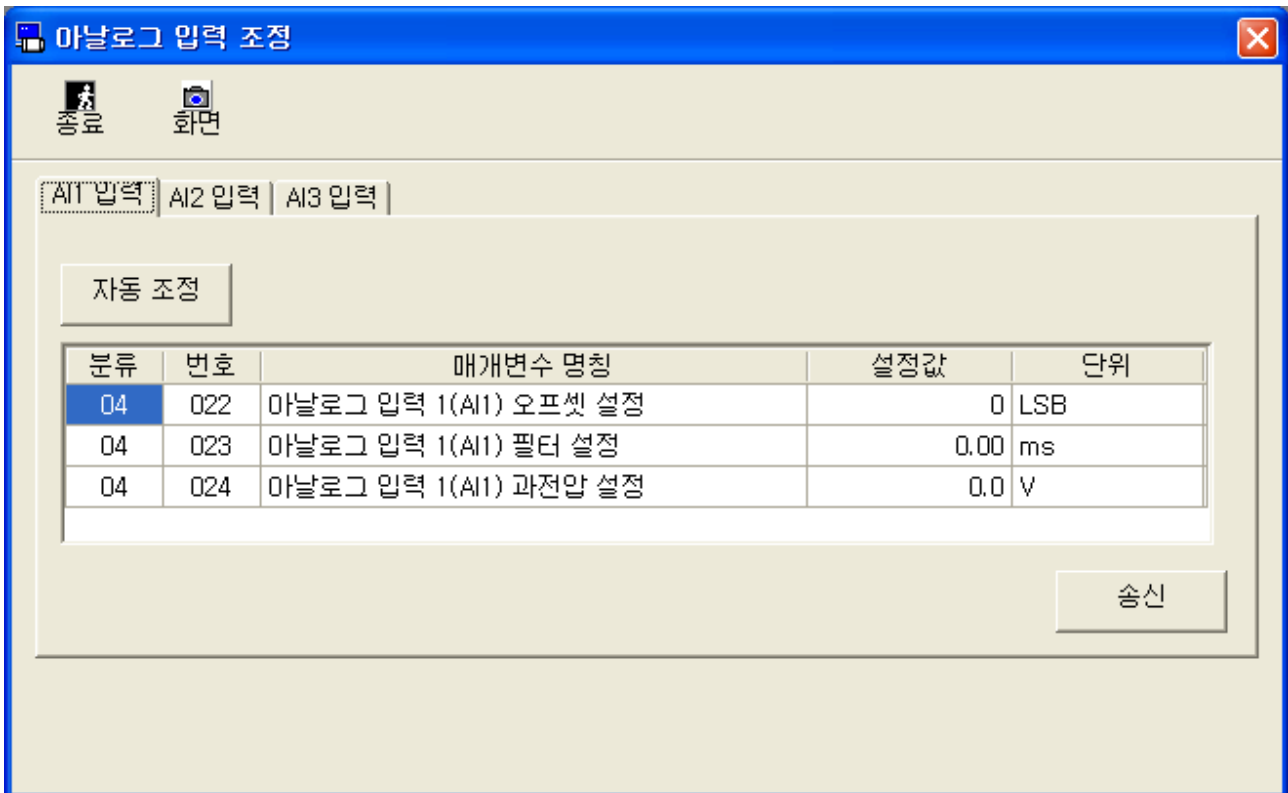 아날로그 입력 조정
종료 화면
AI1 입력 AI2 입력 AI3 입력
자동 조정
분류 번호 매개변수 명칭 설정값 단위
04 022 아날로그 입력 1(AI1) 오프셋 설정 0 LSB
04 023 아날로그 입력 1(AI1) 필터 설정 0.00 ms
04 024 아날로그 입력 1(AI1) 과전압 설정 0.0 V
송신